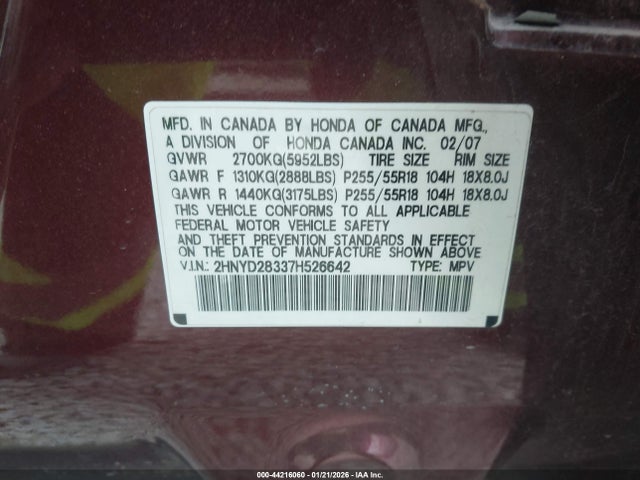 MFD. IN CANADA BY HONDA OF CANADA MFG.,
A DIVISION OF HONDA CANADA INC. 02/07
GVWR 2700KG(5952LBS) TIRE SIZE RIM SIZE
GAWR F 1310KG(2888LBS) P255/55R18 104H 18X8.0J
GAWR R 1440KG(3175LBS) P255/55R18 104H 18X8.0J
THIS VEHICLE CONFORMS TO ALL APPLICABLE
FEDERAL MOTOR VEHICLE SAFETY
AND THEFT PREVENTION STANDARDS IN EFFECT
ON THE DATE OF MANUFACTURE SHOWN ABOVE
V.I.N.: 2HNYD28337H526642 TYPE: MPV
000-44216060 - 01/21/2026 - IAA Inc.